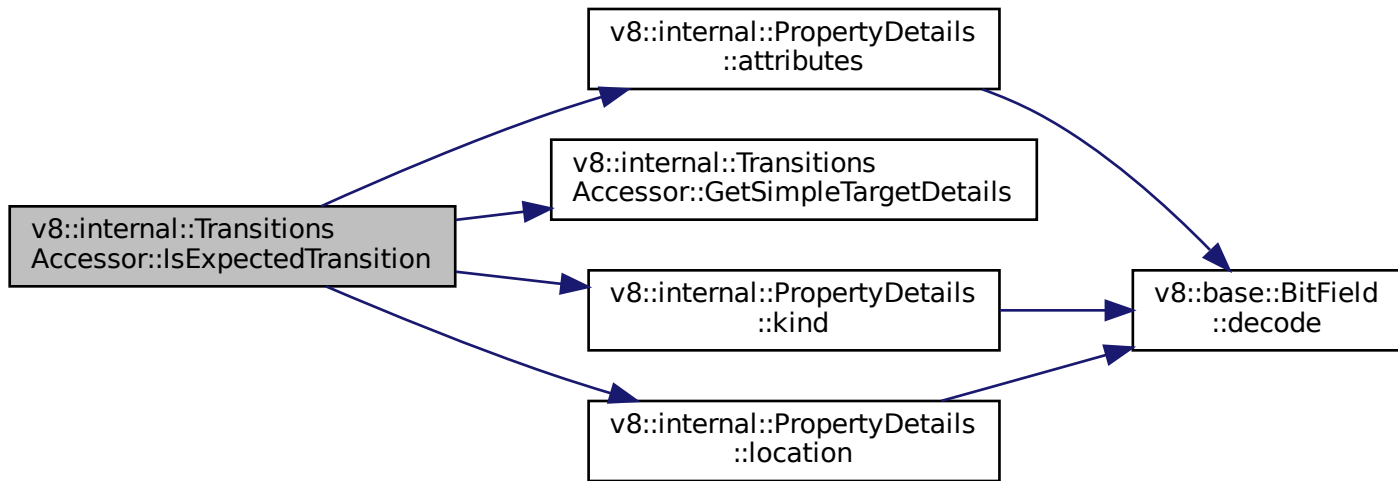 v8::internal::PropertyDetails
::attributes
v8::internal::Transitions
Accessor::GetSimpleTargetDetails
v8::internal::Transitions
Accessor::IsExpectedTransition
v8::internal::PropertyDetails
::kind
v8::base::BitField
::decode
v8::internal::PropertyDetails
::location